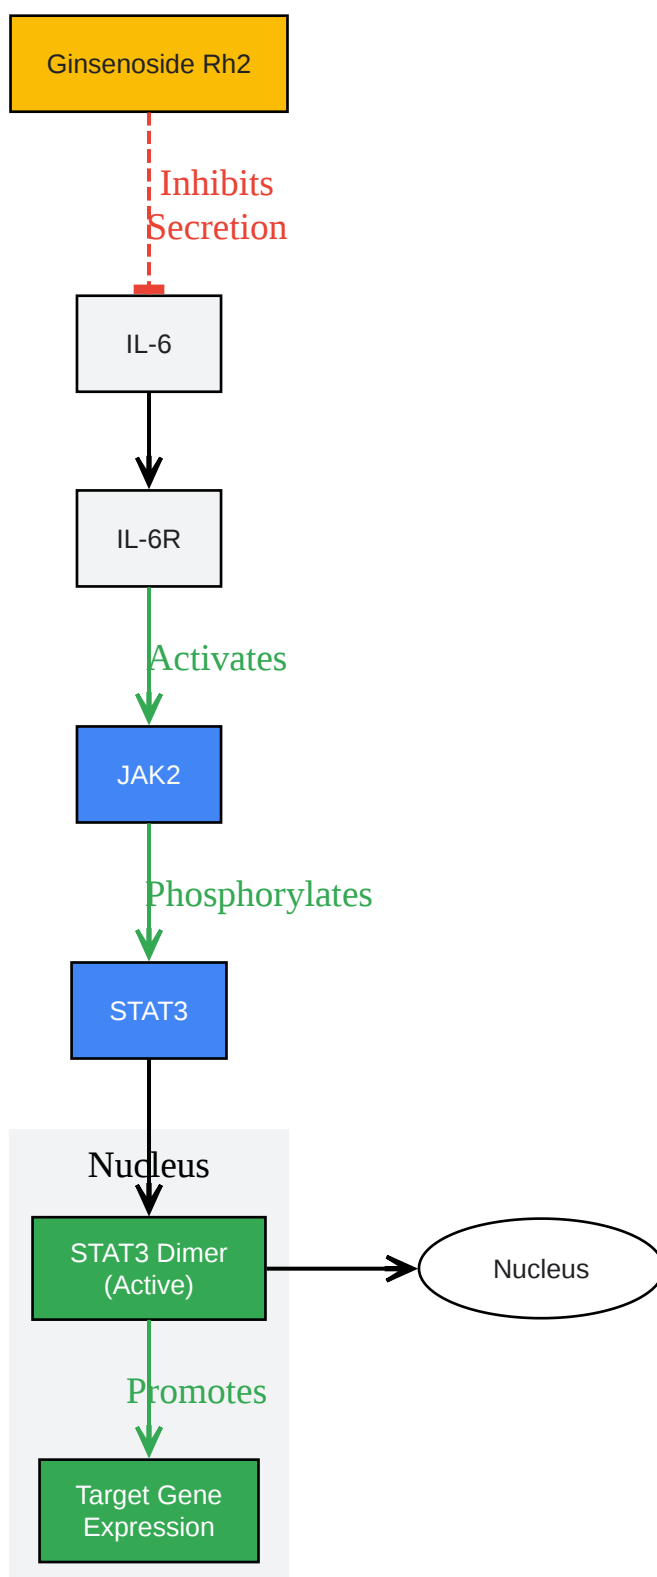 Ginsenoside Rh2
Inhibits
Secretion
IL-6
IL-6R
Activates
JAK2
Phosphorylates
STAT3
Nucleus
STAT3 Dimer
(Active)
Nucleus
Promotes
Target Gene
Expression